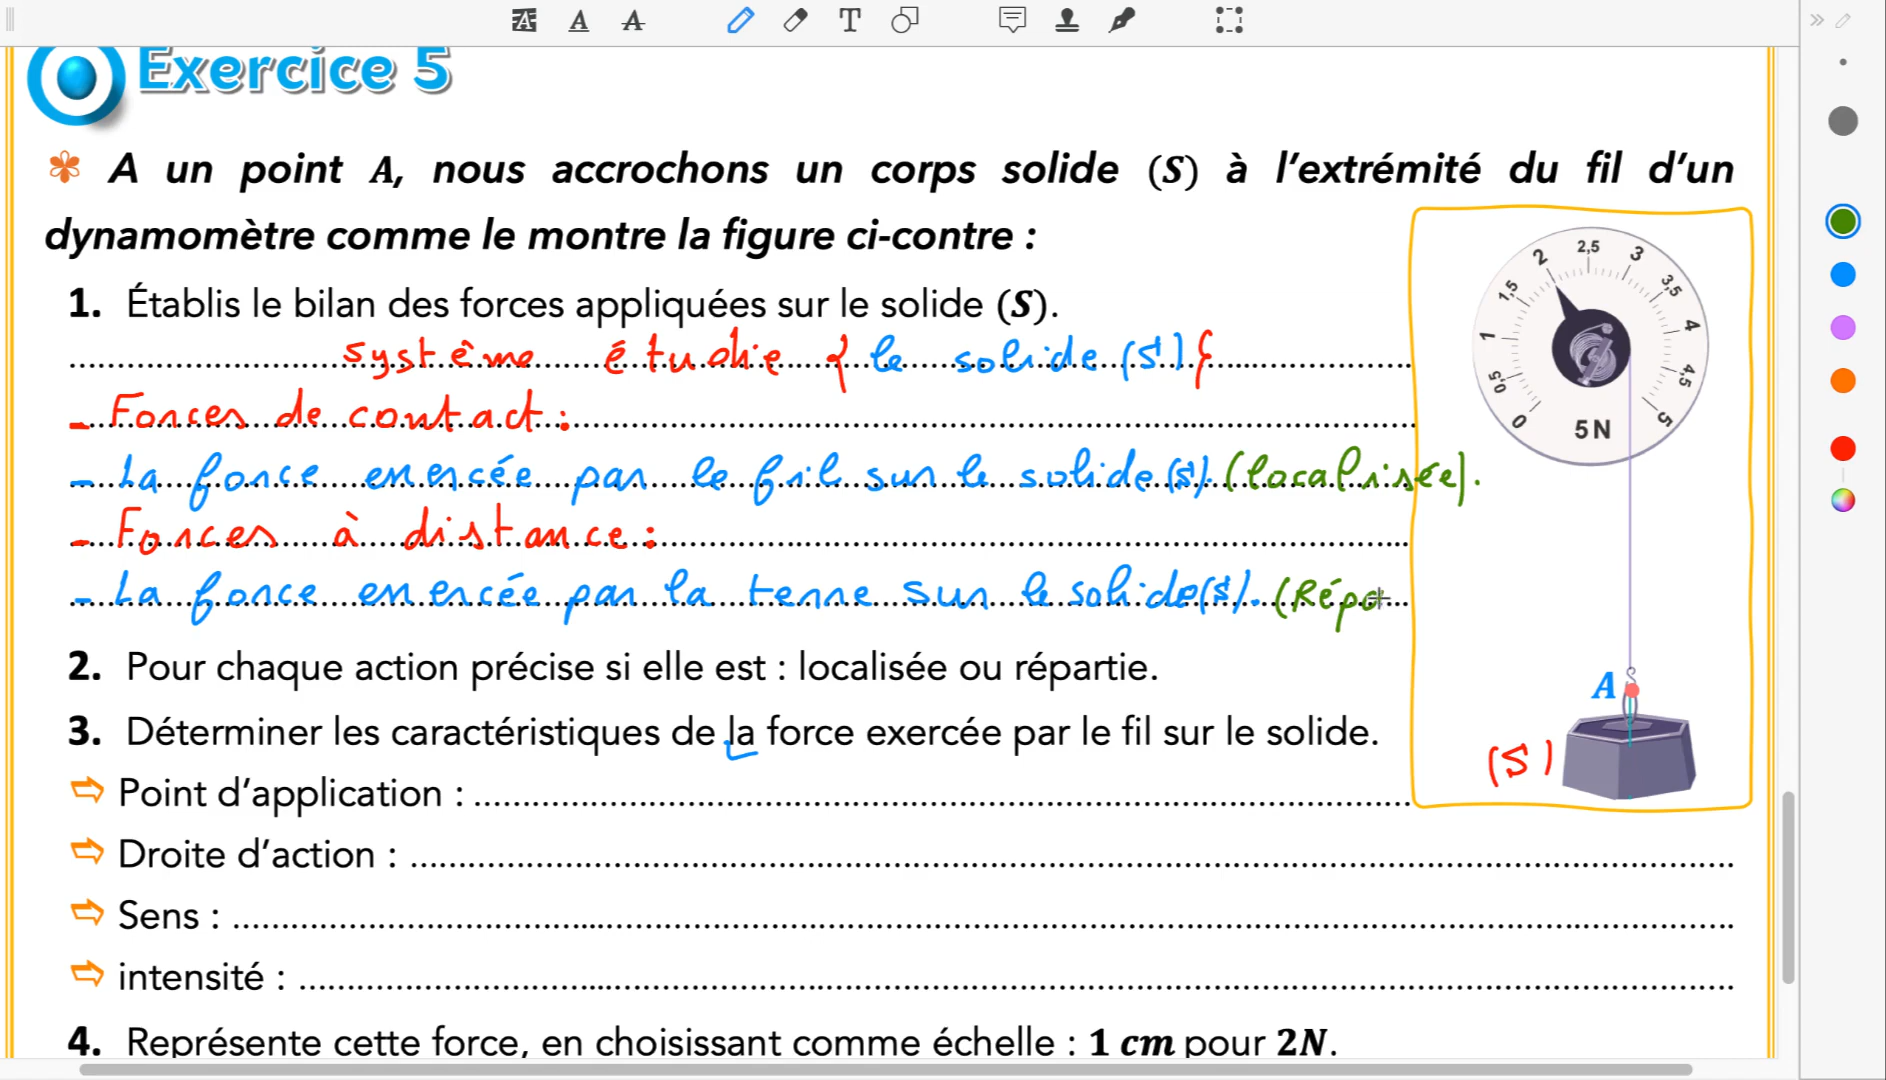 Exercice 5
A un point A, nous accrochons un corps solide (S) à l'extrémité du fil d'un
dynamomètre comme le montre la figure ci-contre :
1. Établis le bilan des forces appliquées sur le solide (S).
système étudié { le solide (S) }
- Forces de contact :
- La force exercée par le fil sur le solide (S). (localisée).
- Forces à distance :
- La force exercée par la terre sur le solide (S). (Répa
2. Pour chaque action précise si elle est : localisée ou répartie.
3. Déterminer les caractéristiques de la force exercée par le fil sur le solide.
Point d'application :
Droite d'action :
Sens :
intensité :
4. Représente cette force, en choisissant comme échelle : 1 cm pour 2N.
0
0,5
1
1,5
2
2,5
3
3,5
4
4,5
5
5 N
A
(S)